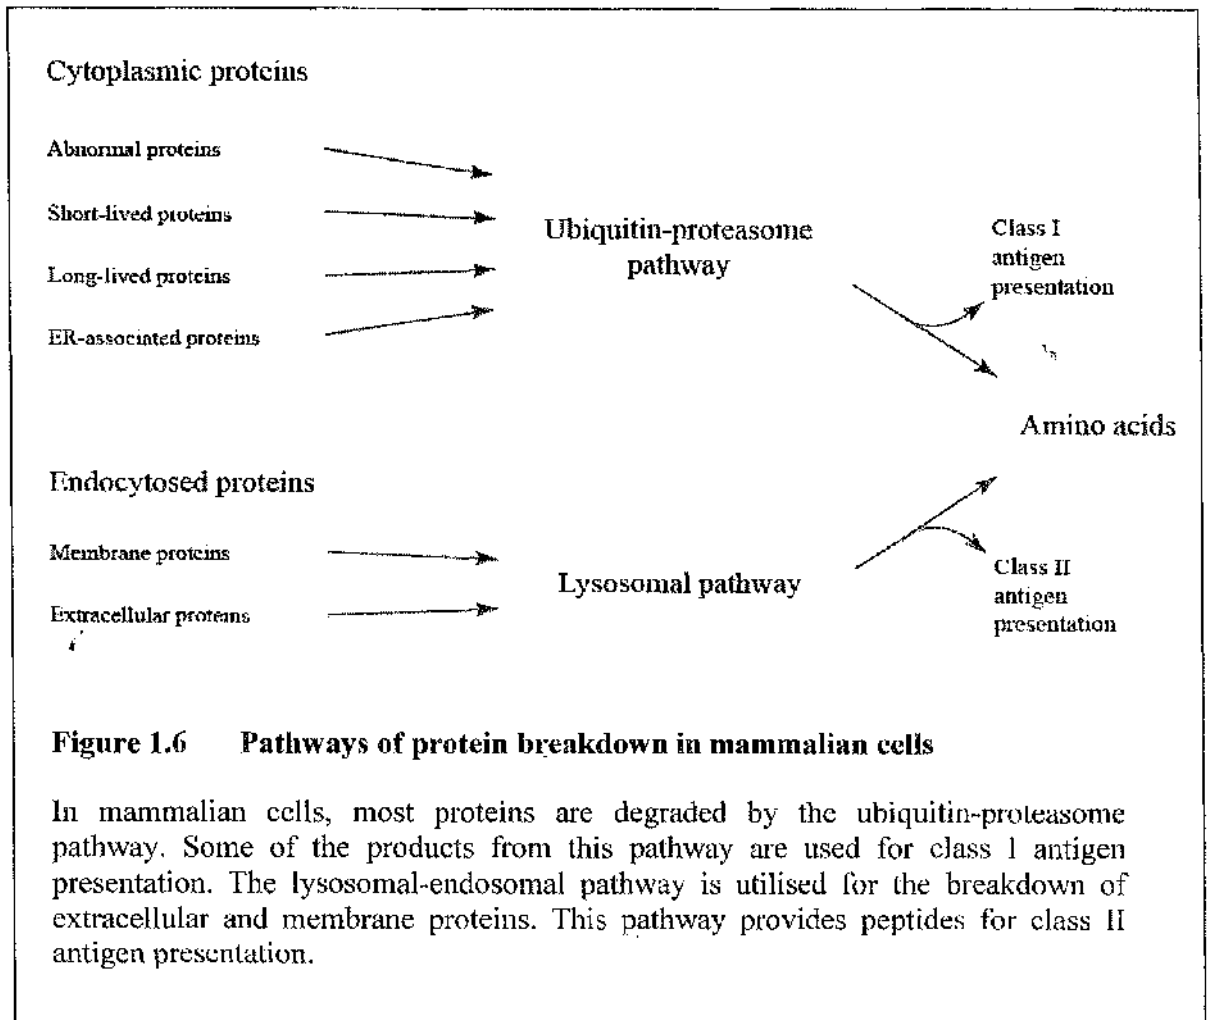 Cytoplasmic proteins
Abnormal proteins
Short-lived proteins
Long-lived proteins
ER-associated proteins
Ubiquitin-proteasome
pathway
Class I
antigen
presentation
Amino acids
Endocytosed proteins
Membrane proteins
Extracellular proteins
Lysosomal pathway
Class II
antigen
presentation
Figure 1.6 Pathways of protein breakdown in mammalian cells
In mammalian cells, most proteins are degraded by the ubiquitin-proteasome
pathway. Some of the products from this pathway are used for class I antigen
presentation. The lysosomal-endosomal pathway is utilised for the breakdown of
extracellular and membrane proteins. This pathway provides peptides for class II
antigen presentation.